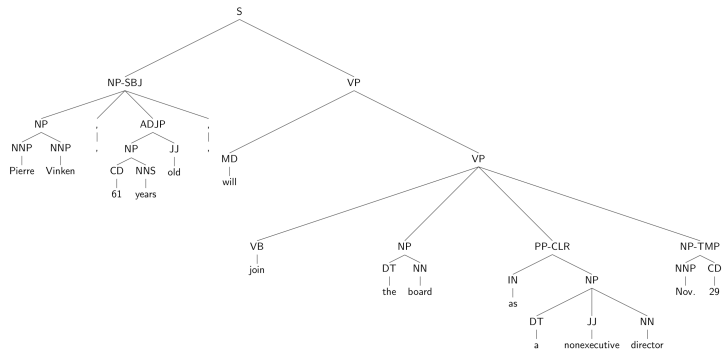 S
NP-SBJ VP
NP , ADJP ,
NNP NNP , NP JJ , MD VP
Pierre Vinken CD NNS old will
61 years
VB NP PP-CLR NP-TMP
join DT NN IN NP NNP CD
the board as Nov. 29
DT JJ NN
a nonexecutive director